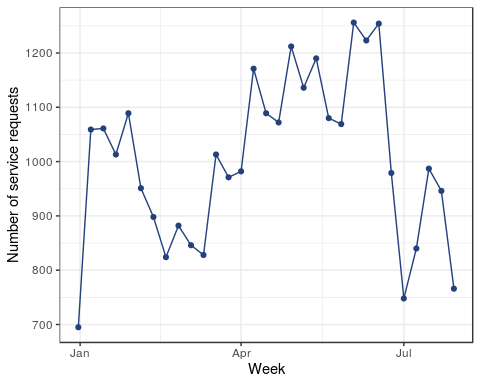 Number of service requests
1200
1100
1000
900
800
700
Jan
Apr
Jul
Week